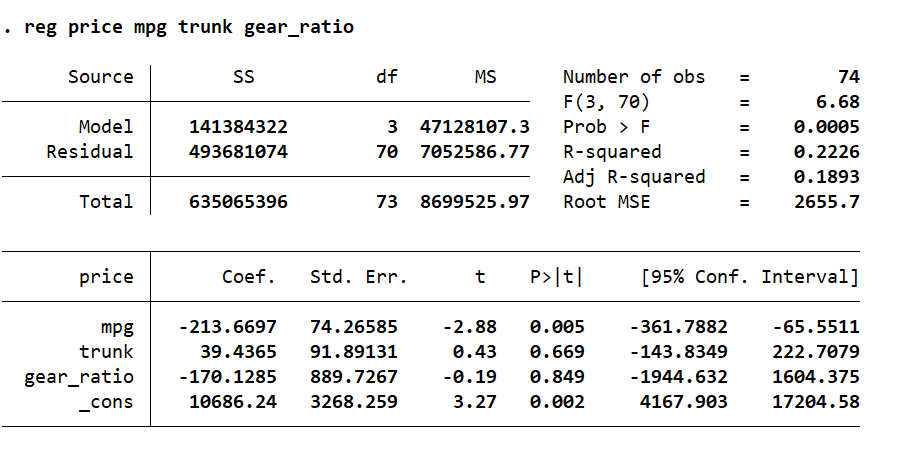 . reg price mpg trunk gear_ratio
Source SS df MS Number of obs = 74
F(3, 70) = 6.68
Model 141384322 3 47128107.3 Prob > F = 0.0005
Residual 493681074 70 7052586.77 R-squared = 0.2226
Adj R-squared = 0.1893
Total 635065396 73 8699525.97 Root MSE = 2655.7
price Coef. Std. Err. t P>|t| [95% Conf. Interval]
mpg -213.6697 74.26585 -2.88 0.005 -361.7882 -65.5511
trunk 39.4365 91.89131 0.43 0.669 -143.8349 222.7079
gear_ratio -170.1285 889.7267 -0.19 0.849 -1944.632 1604.375
_cons 10686.24 3268.259 3.27 0.002 4167.903 17204.58